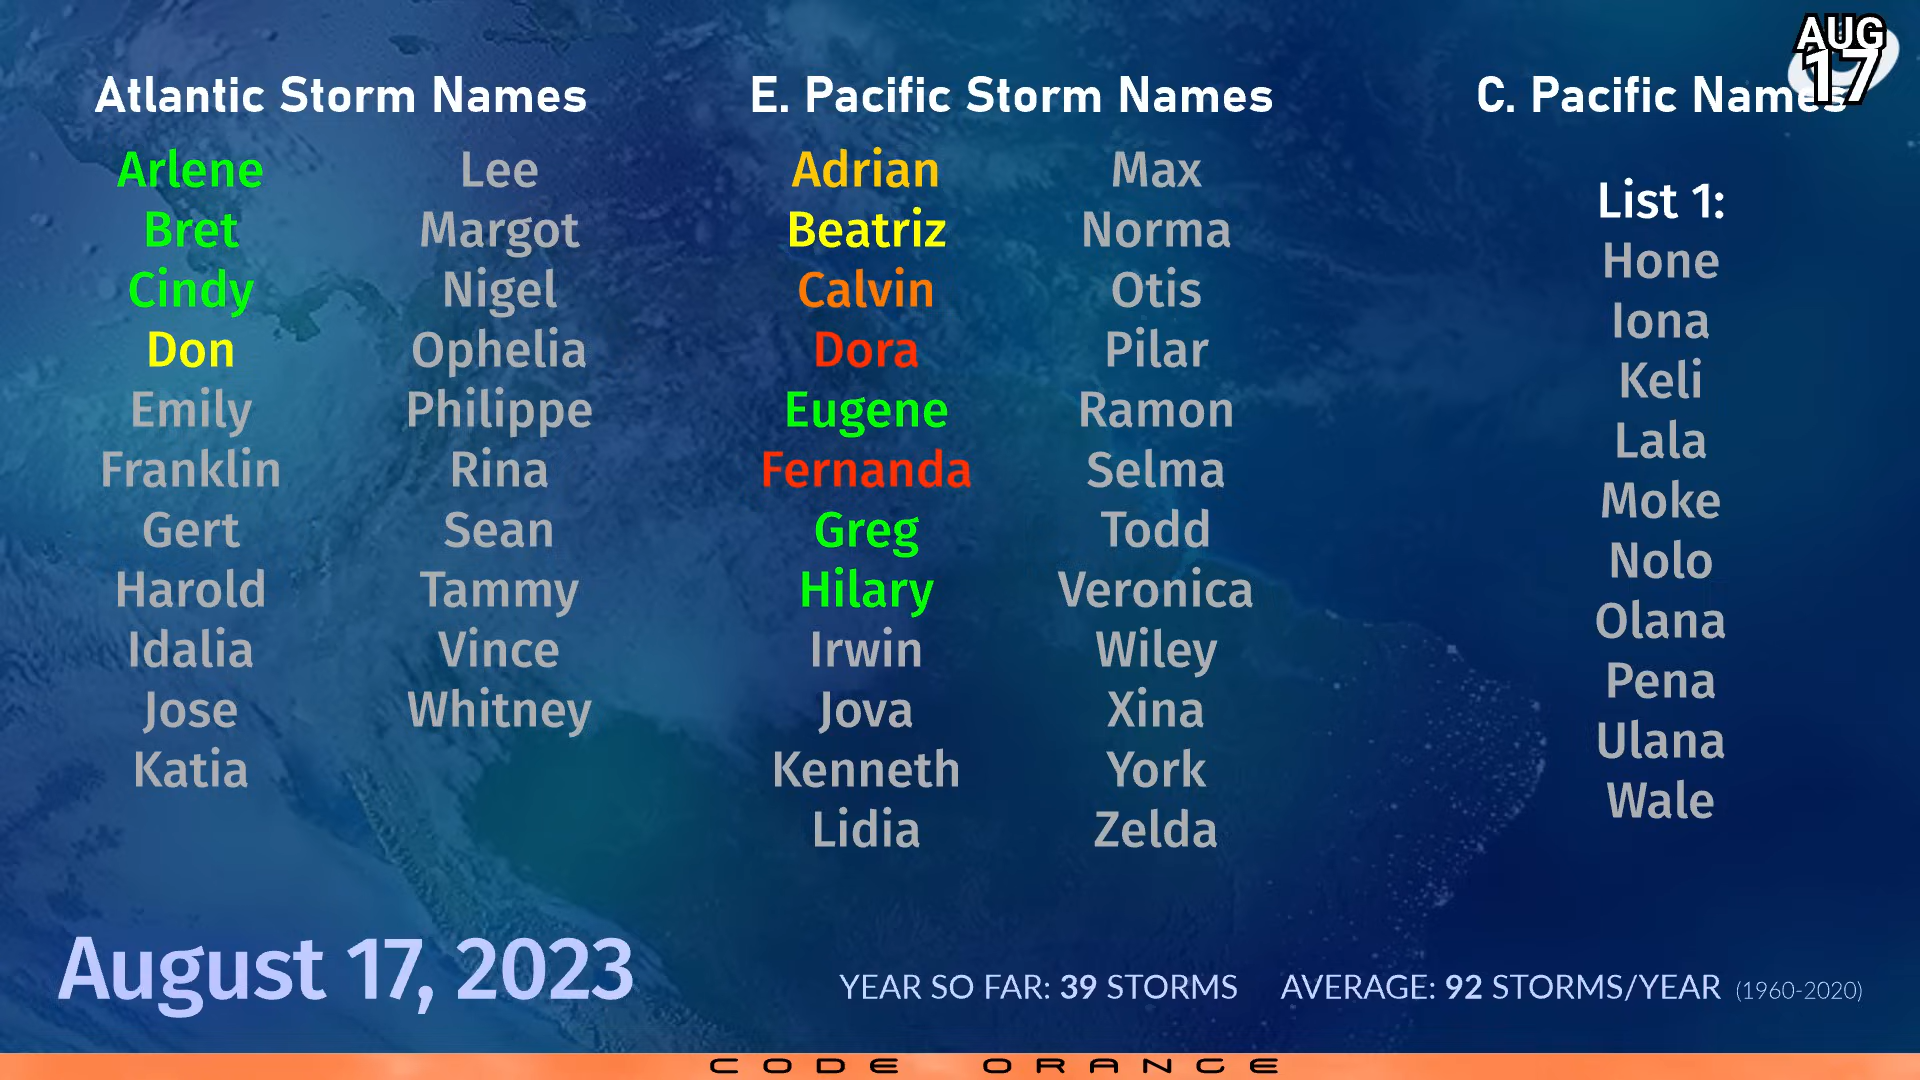 AUG
17
Atlantic Storm Names
Arlene
Bret
Cindy
Don
Emily
Franklin
Gert
Harold
Idalia
Jose
Katia
Lee
Margot
Nigel
Ophelia
Philippe
Rina
Sean
Tammy
Vince
Whitney
E. Pacific Storm Names
Adrian
Beatriz
Calvin
Dora
Eugene
Fernanda
Greg
Hilary
Irwin
Jova
Kenneth
Lidia
Max
Norma
Otis
Pilar
Ramon
Selma
Todd
Veronica
Wiley
Xina
York
Zelda
C. Pacific Names
List 1:
Hone
Iona
Keli
Lala
Moke
Nolo
Olana
Pena
Ulana
Wale
August 17, 2023
YEAR SO FAR: 39 STORMS AVERAGE: 92 STORMS/YEAR (1960-2020)
CODE ORANGE